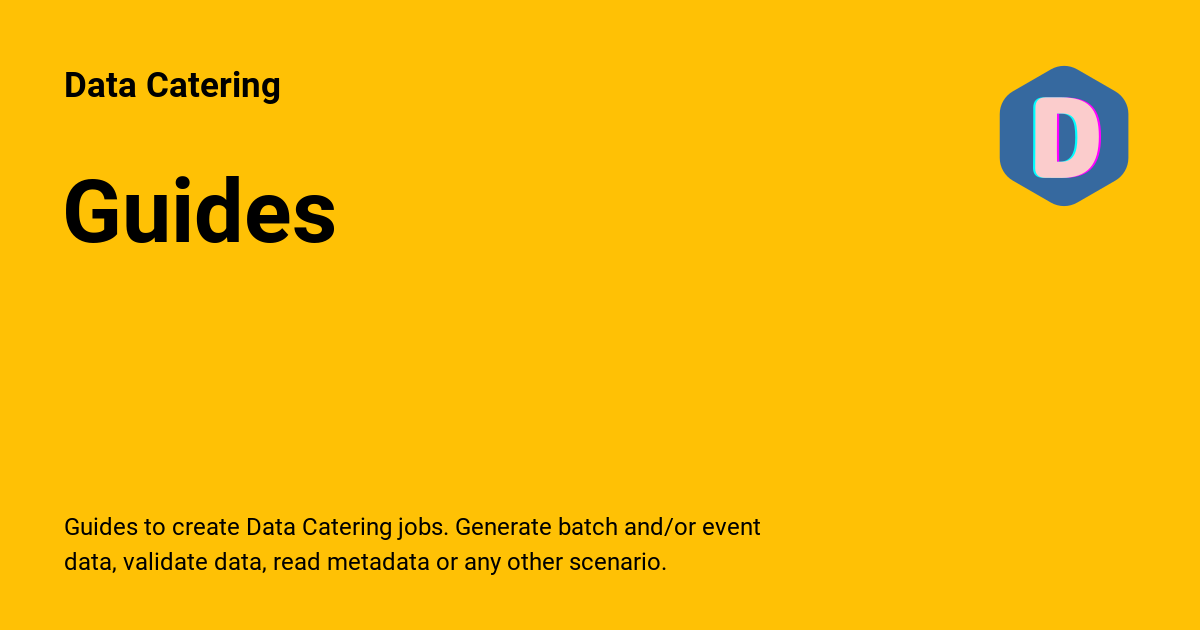 Data Catering
D
Guides
Guides to create Data Catering jobs. Generate batch and/or event
data, validate data, read metadata or any other scenario.